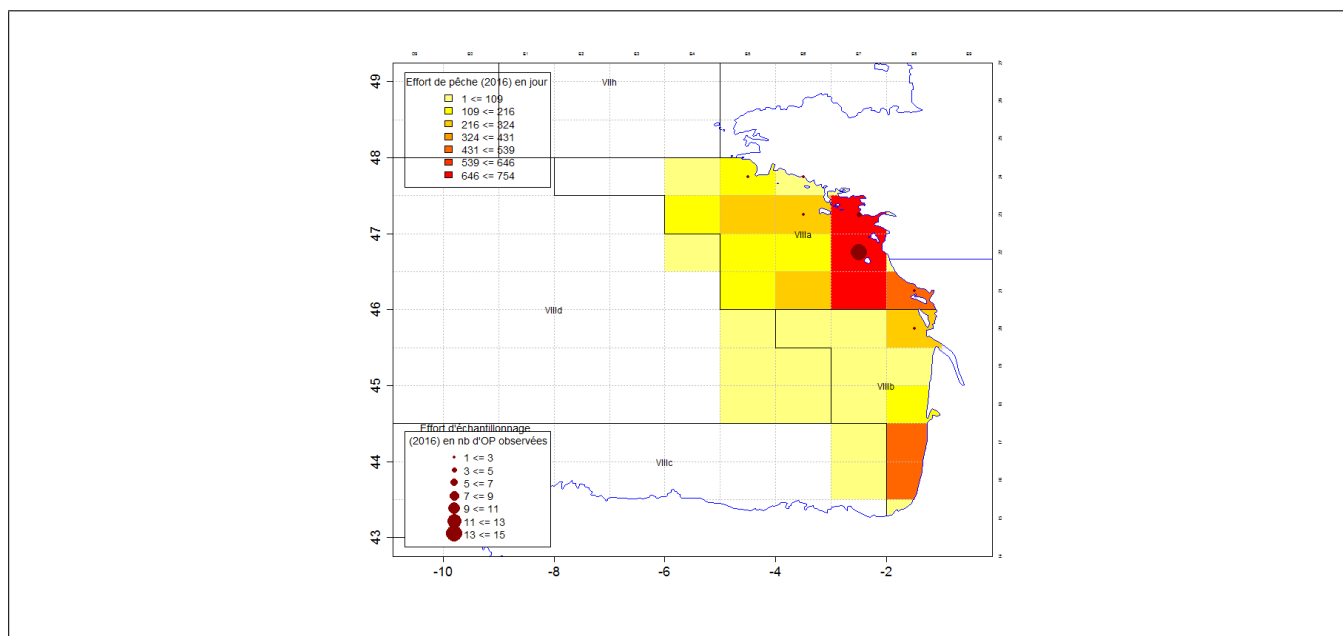 Effort de pêche (2016) en jour
1 <= 109
109 <= 216
216 <= 324
324 <= 431
431 <= 539
539 <= 646
646 <= 754
VIIh
VIIIa
VIIId
VIIIb
VIIIc
Effort d'échantillonnage
(2016) en nb d'OP observées
1 <= 3
3 <= 5
5 <= 7
7 <= 9
9 <= 11
11 <= 13
13 <= 15
49
48
47
46
45
44
43
-10
-8
-6
-4
-2